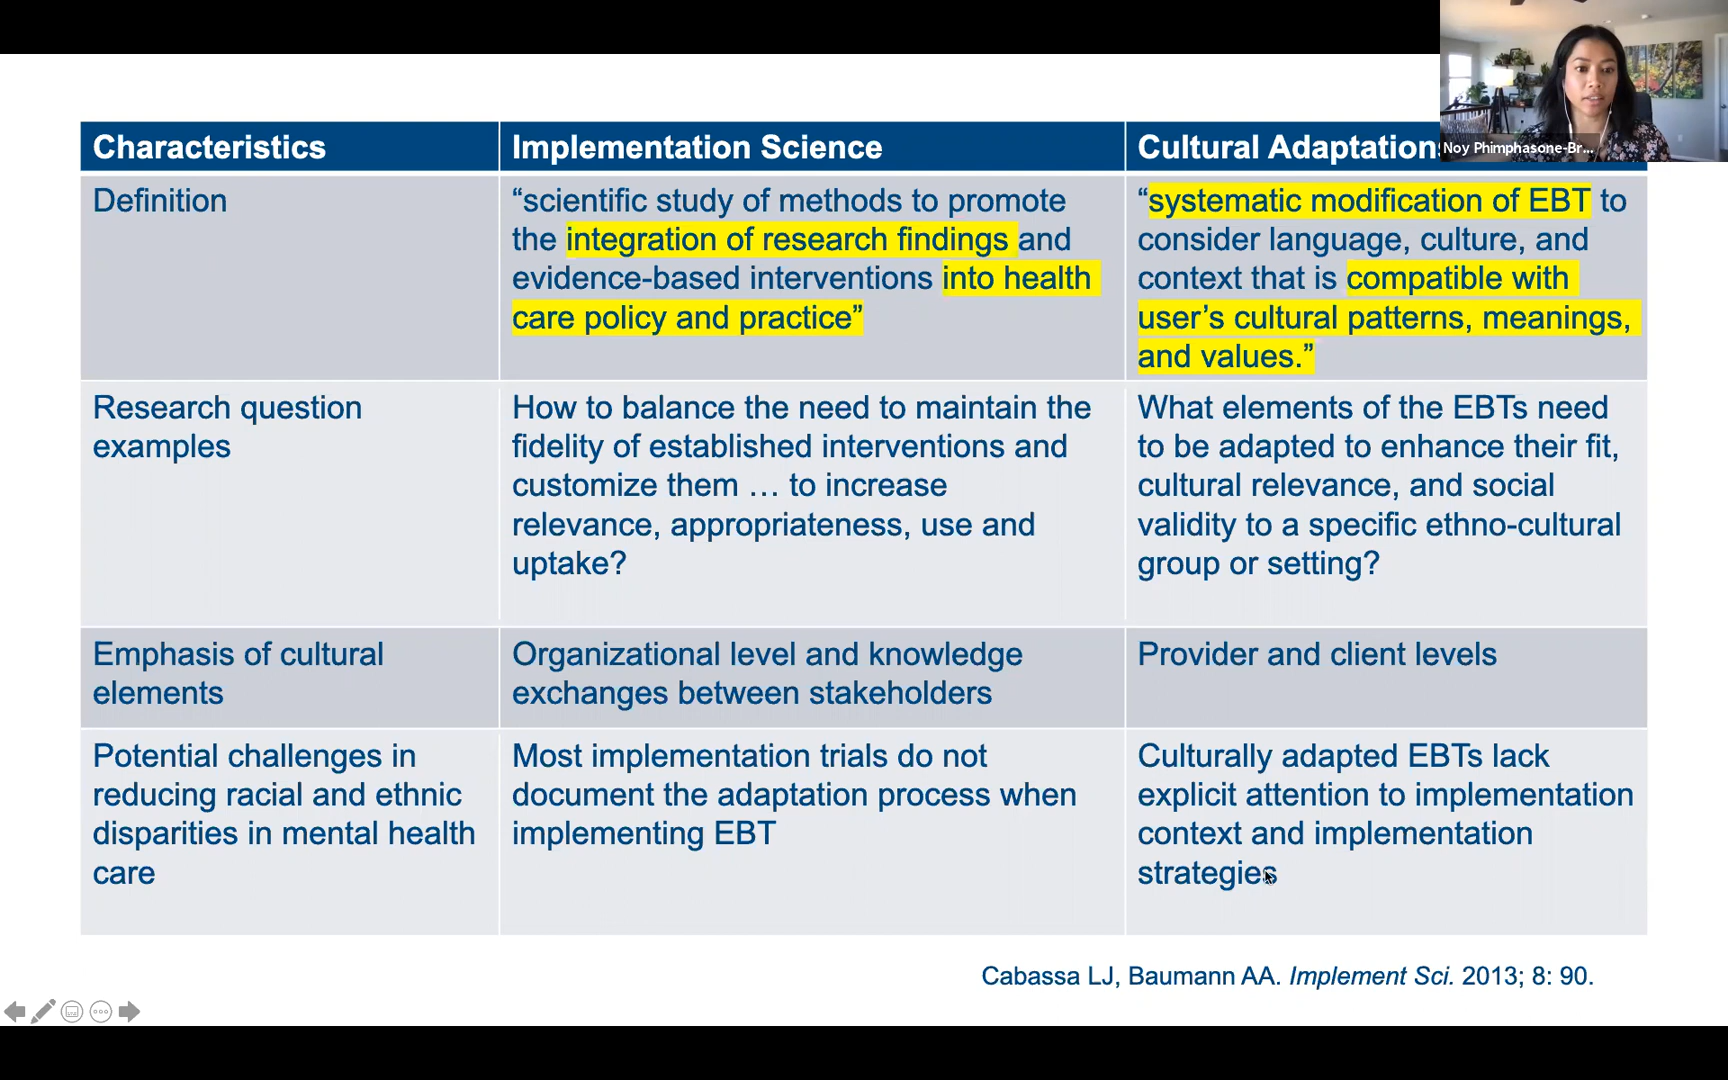 Characteristics
Implementation Science
Cultural Adaptation
Noy Phimphasone-Br...
Definition
“scientific study of methods to promote
the integration of research findings and
evidence-based interventions into health
care policy and practice”
“systematic modification of EBT to
consider language, culture, and
context that is compatible with
user’s cultural patterns, meanings,
and values.”
Research question
examples
How to balance the need to maintain the
fidelity of established interventions and
customize them … to increase
relevance, appropriateness, use and
uptake?
What elements of the EBTs need
to be adapted to enhance their fit,
cultural relevance, and social
validity to a specific ethno-cultural
group or setting?
Emphasis of cultural
elements
Organizational level and knowledge
exchanges between stakeholders
Provider and client levels
Potential challenges in
reducing racial and ethnic
disparities in mental health
care
Most implementation trials do not
document the adaptation process when
implementing EBT
Culturally adapted EBTs lack
explicit attention to implementation
context and implementation
strategies
Cabassa LJ, Baumann AA. Implement Sci. 2013; 8: 90.